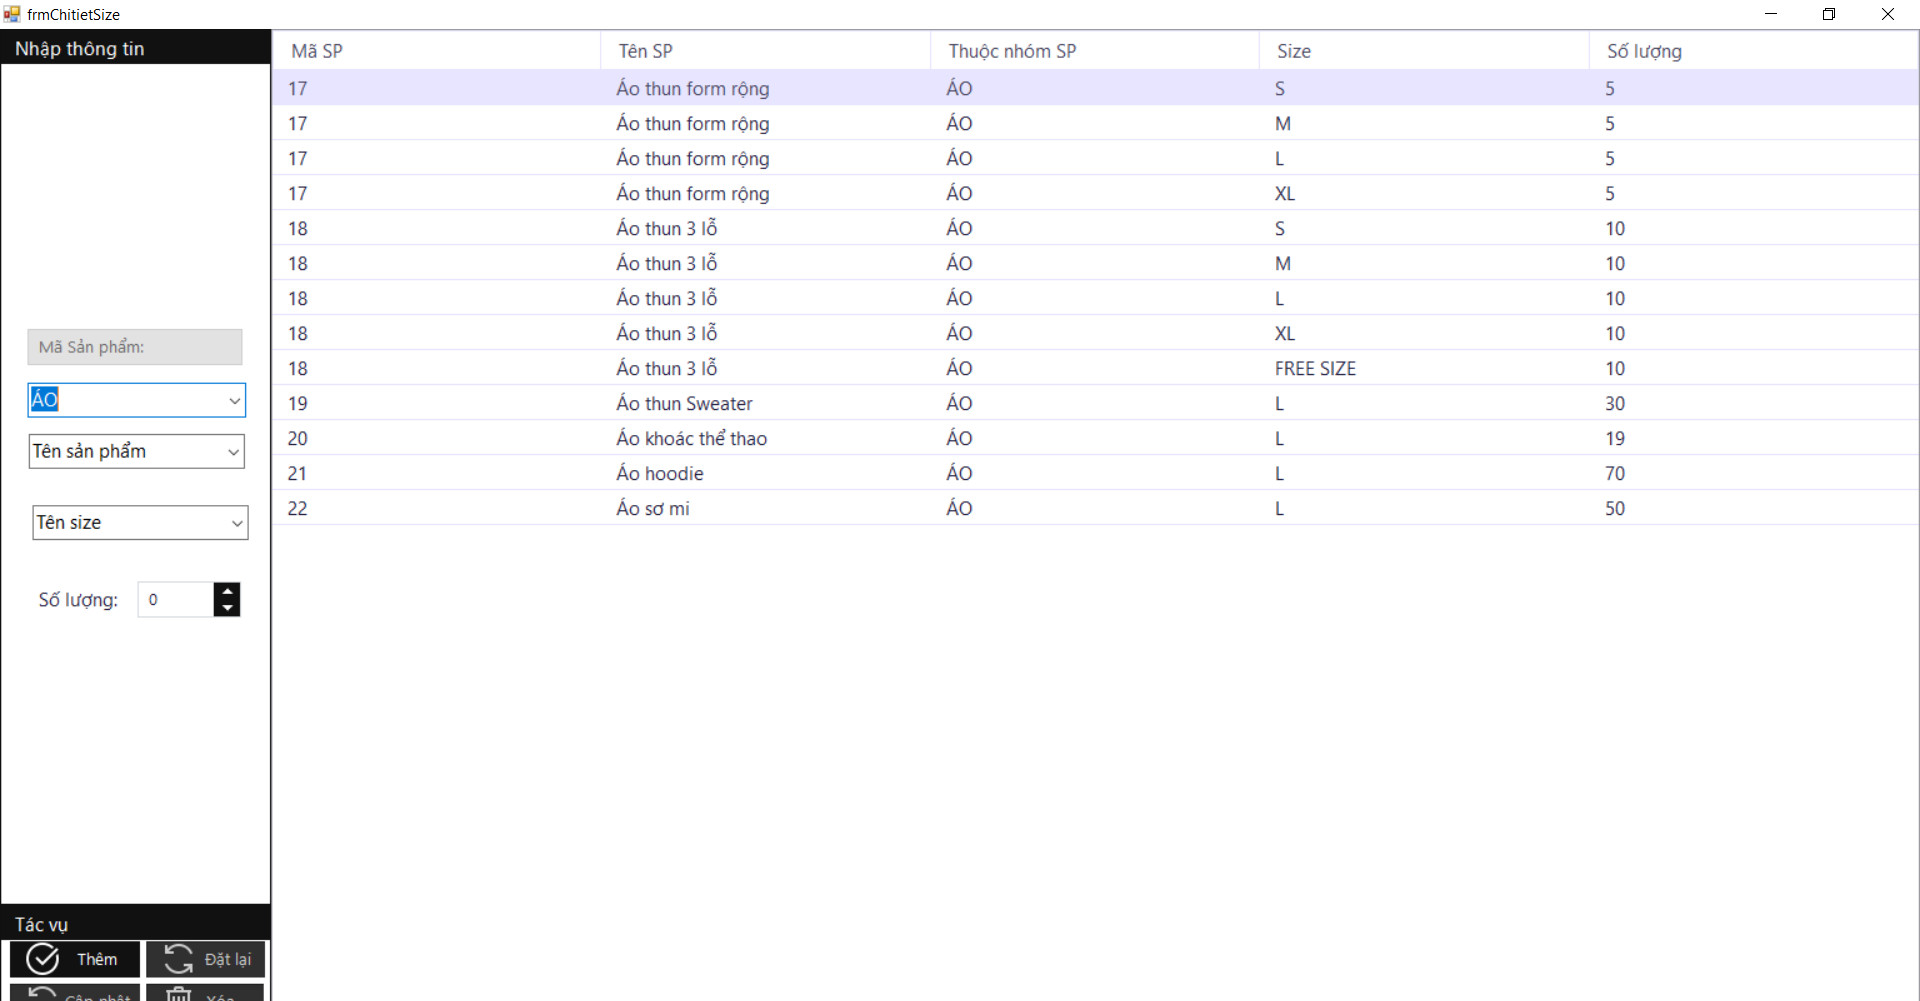 frmChitietSize
Nhập thông tin
Mã Sản phẩm:
ÁO
Tên sản phẩm
Tên size
Số lượng: 0
Tác vụ
Thêm Đặt lại
Cập nhật Xóa
Mã SP Tên SP Thuộc nhóm SP Size Số lượng
17 Áo thun form rộng ÁO S 5
17 Áo thun form rộng ÁO M 5
17 Áo thun form rộng ÁO L 5
17 Áo thun form rộng ÁO XL 5
18 Áo thun 3 lỗ ÁO S 10
18 Áo thun 3 lỗ ÁO M 10
18 Áo thun 3 lỗ ÁO L 10
18 Áo thun 3 lỗ ÁO XL 10
18 Áo thun 3 lỗ ÁO FREE SIZE 10
19 Áo thun Sweater ÁO L 30
20 Áo khoác thể thao ÁO L 19
21 Áo hoodie ÁO L 70
22 Áo sơ mi ÁO L 50